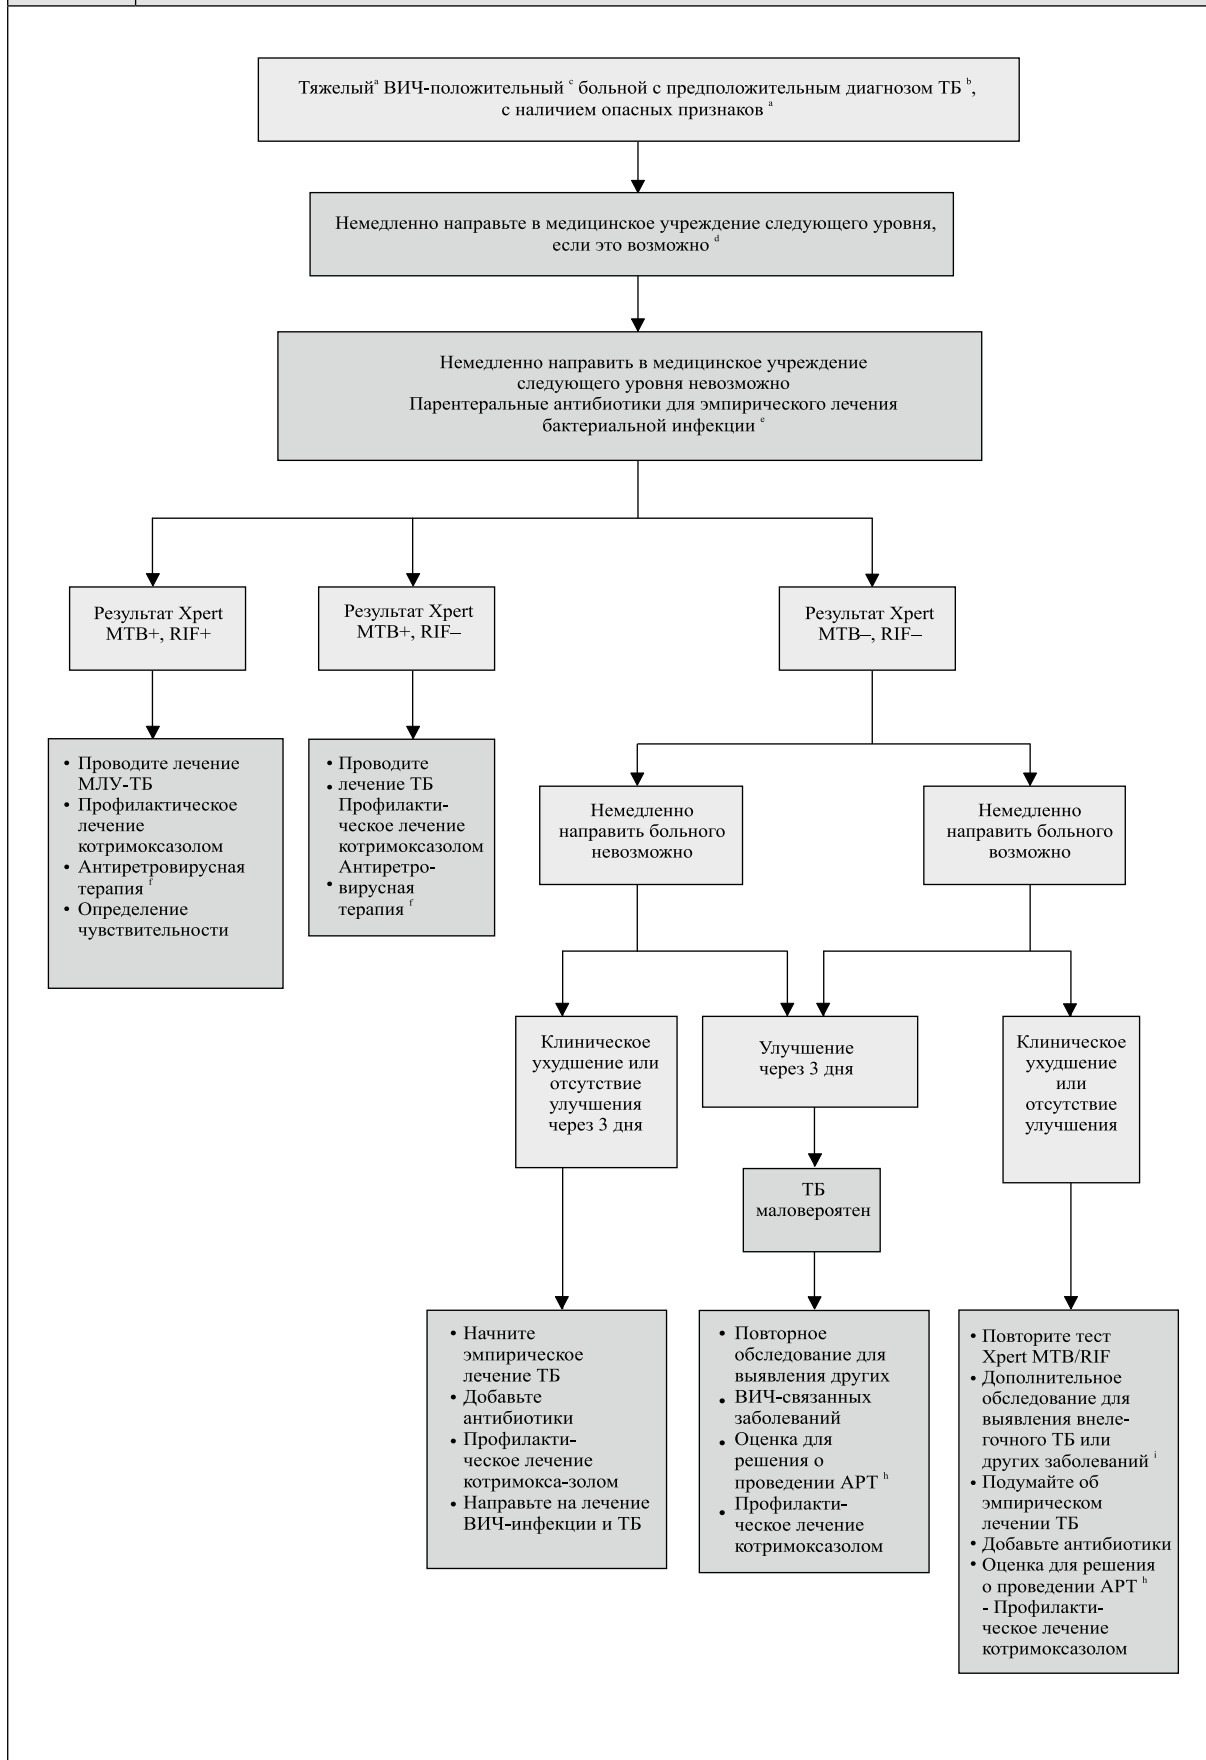 Тяжелый ᵃ ВИЧ-положительный ᶜ больной с предположительным диагнозом ТБ ᵇ,
с наличием опасных признаков ᵃ
Немедленно направьте в медицинское учреждение следующего уровня,
если это возможно ᵈ
Немедленно направить в медицинское учреждение
следующего уровня невозможно
Парентеральные антибиотики для эмпирического лечения
бактериальной инфекции ᵉ
Результат Xpert
MTB+, RIF+
Результат Xpert
MTB+, RIF–
Результат Xpert
MTB–, RIF–
• Проводите лечение
МЛУ-ТБ
• Профилактическое
лечение
котримоксазолом
• Антиретровирусная
терапия ᶠ
• Определение
чувствительности
• Проводите
• лечение ТБ
Профилакти-
ческое лечение
котримоксазолом
Антиретро-
• вирусная
терапия ᶠ
Немедленно
направить больного
невозможно
Немедленно
направить больного
возможно
Клиническое
ухудшение или
отсутствие
улучшения
через 3 дня
Улучшение
через 3 дня
Клиническое
ухудшение
или
отсутствие
улучшения
ТБ
маловероятен
• Начните
эмпирическое
лечение ТБ
• Добавьте
антибиотики
• Профилакти-
ческое лечение
котримокса-золом
• Направьте на лечение
ВИЧ-инфекции и ТБ
• Повторное
обследование для
выявления других
• ВИЧ-связанных
заболеваний
• Оценка для
решения о
проведении АРТ ʰ
• Профилакти-
ческое лечение
котримоксазолом
• Повторите тест
Xpert MTB/RIF
• Дополнительное
обследование для
выявления внеле-
гочного ТБ или
других заболеваний ⁱ
• Подумайте об
эмпирическом
лечении ТБ
• Добавьте антибиотики
• Оценка для решения
о проведении АРТ ʰ
- Профилакти-
ческое лечение
котримоксазолом